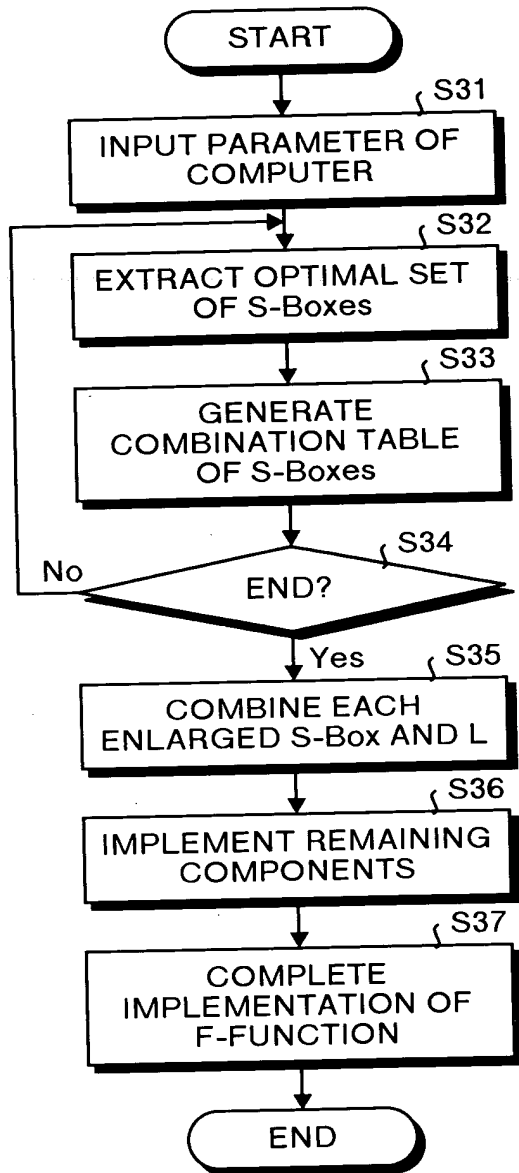 START
S31
INPUT PARAMETER OF
COMPUTER
S32
EXTRACT OPTIMAL SET
OF S-Boxes
S33
GENERATE
COMBINATION TABLE
OF S-Boxes
S34
No
END?
Yes
S35
COMBINE EACH
ENLARGED S-Box AND L
S36
IMPLEMENT REMAINING
COMPONENTS
S37
COMPLETE
IMPLEMENTATION OF
F-FUNCTION
END